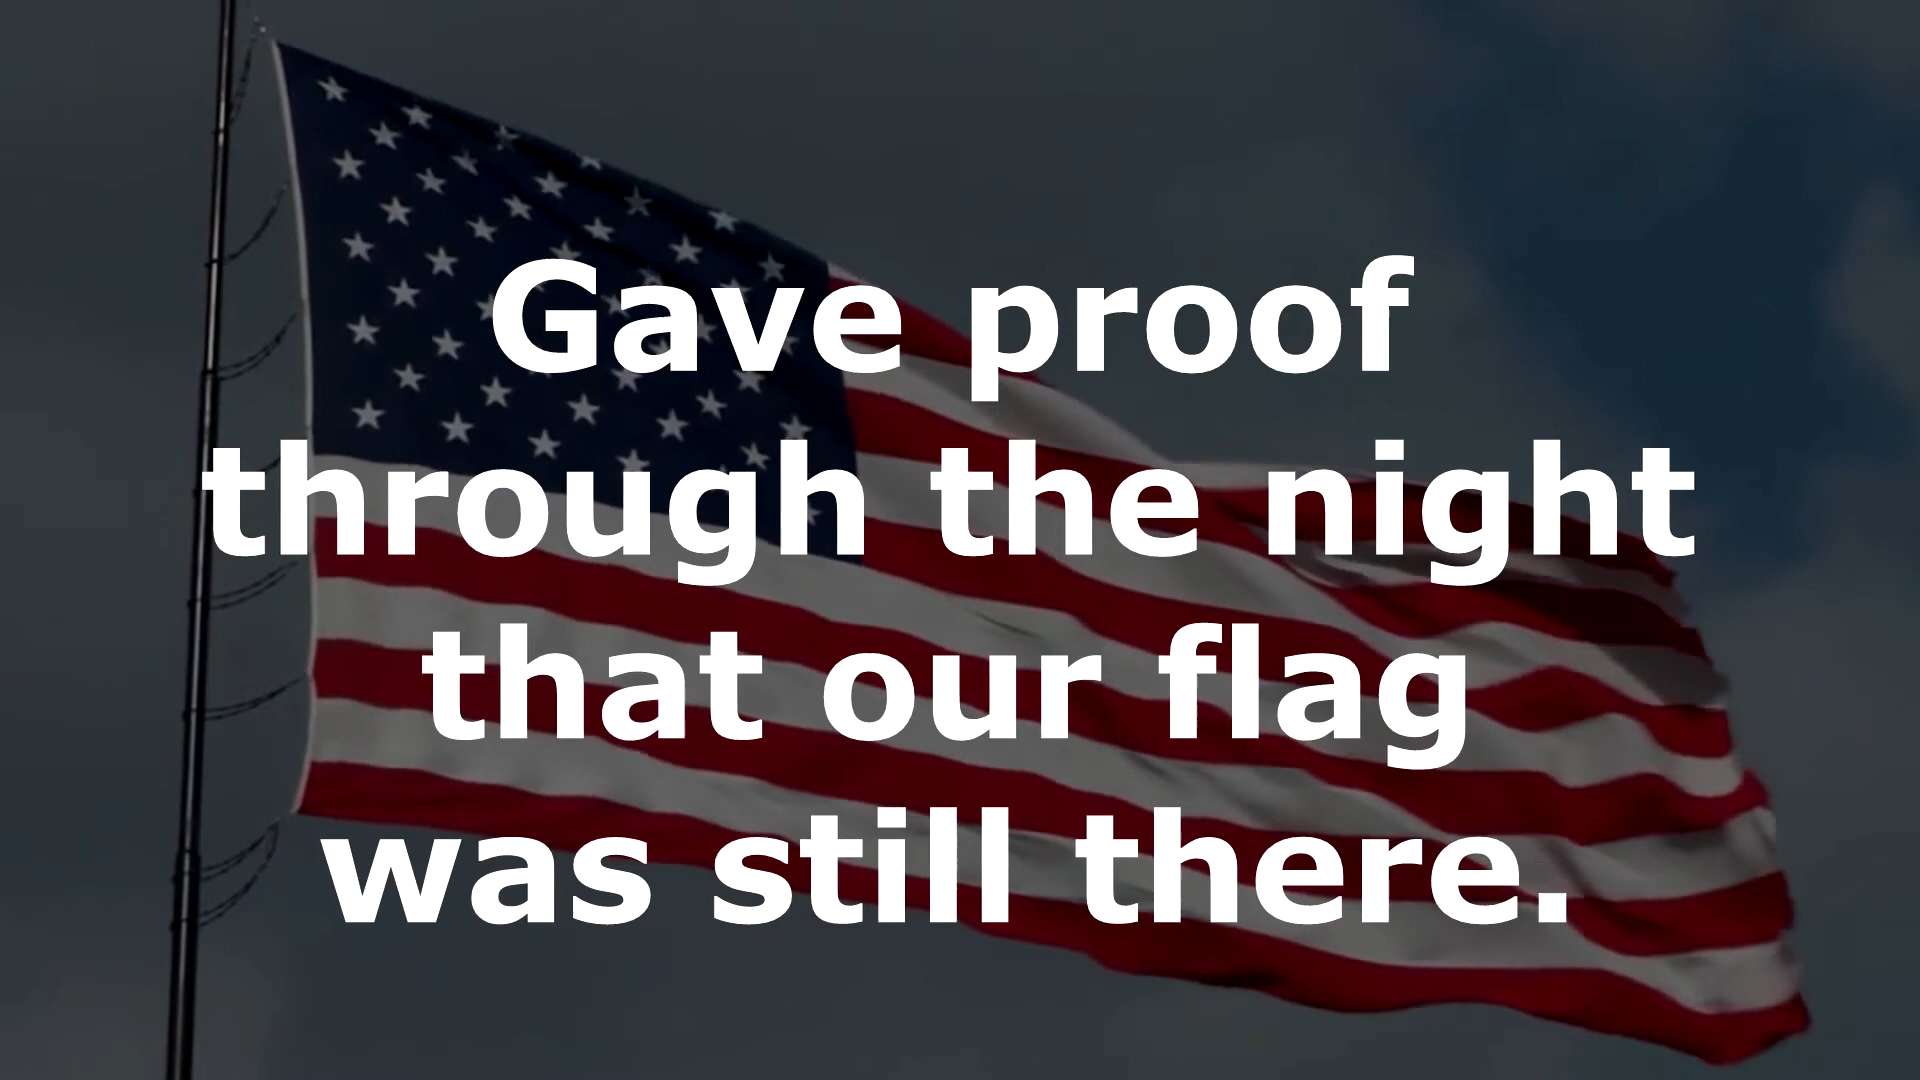 Gave proof
through the night
that our flag
was still there.